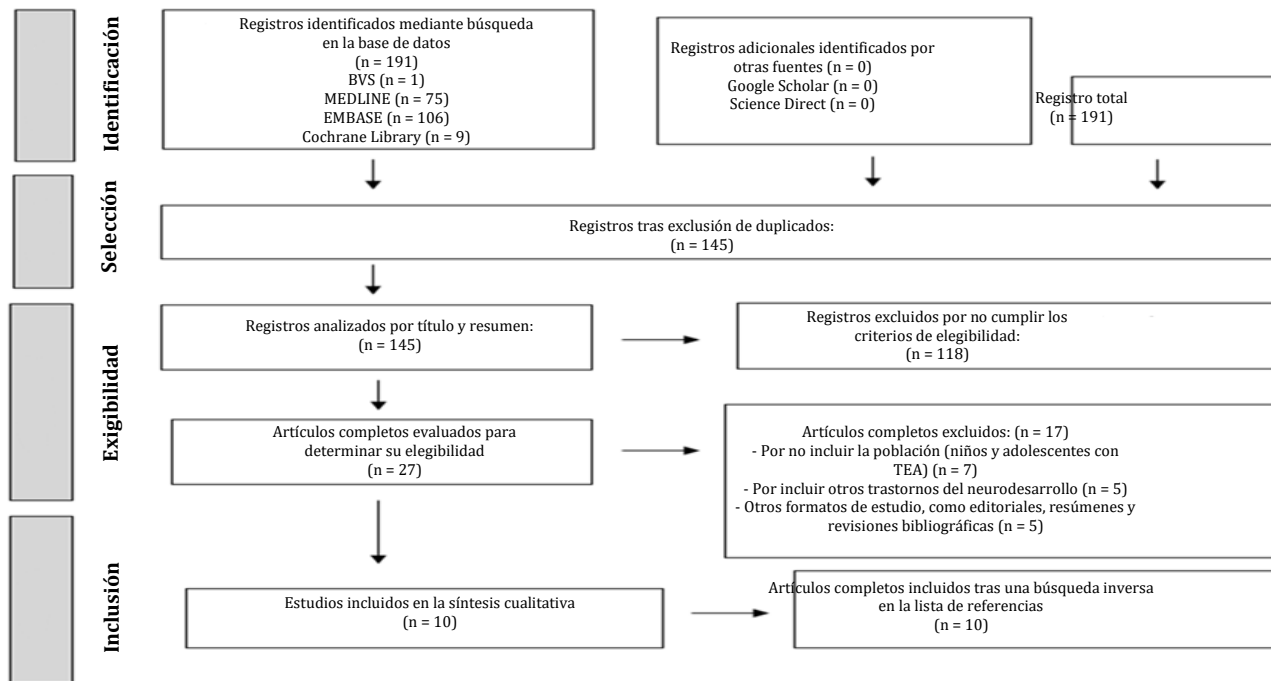 Identificación
Registros identificados mediante búsqueda
en la base de datos
(n = 191)
BVS (n = 1)
MEDLINE (n = 75)
EMBASE (n = 106)
Cochrane Library (n = 9)
Registros adicionales identificados por
otras fuentes (n = 0)
Google Scholar (n = 0)
Science Direct (n = 0)
Registro total
(n = 191)
Selección
Registros tras exclusión de duplicados:
(n = 145)
Exigibilidad
Registros analizados por título y resumen:
(n = 145)
Registros excluidos por no cumplir los
criterios de elegibilidad:
(n = 118)
Artículos completos evaluados para
determinar su elegibilidad
(n = 27)
Artículos completos excluidos: (n = 17)
- Por no incluir la población (niños y adolescentes con
TEA) (n = 7)
- Por incluir otros trastornos del neurodesarrollo (n = 5)
- Otros formatos de estudio, como editoriales, resúmenes y
revisiones bibliográficas (n = 5)
Inclusión
Estudios incluidos en la síntesis cualitativa
(n = 10)
Artículos completos incluidos tras una búsqueda inversa
en la lista de referencias
(n = 10)